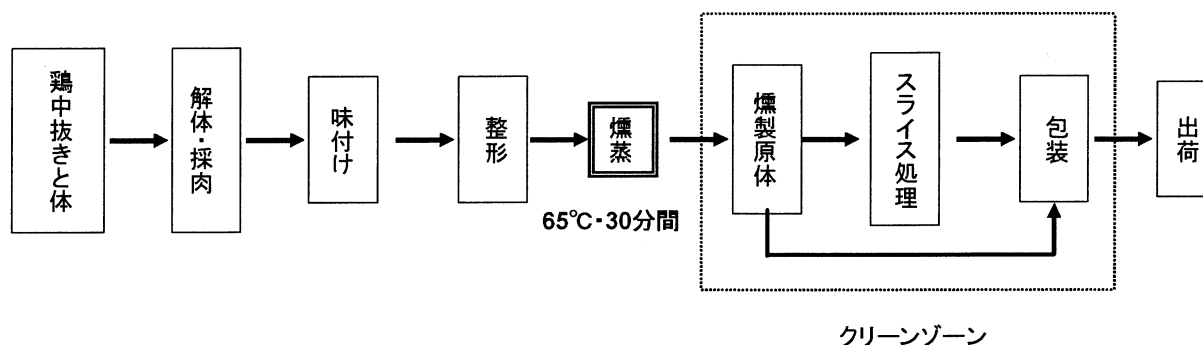 鶏中抜きと体
解体・採肉
味付け
整形
燻蒸
65℃・30分間
燻製原体
スライス処理
包装
出荷
クリーンゾーン